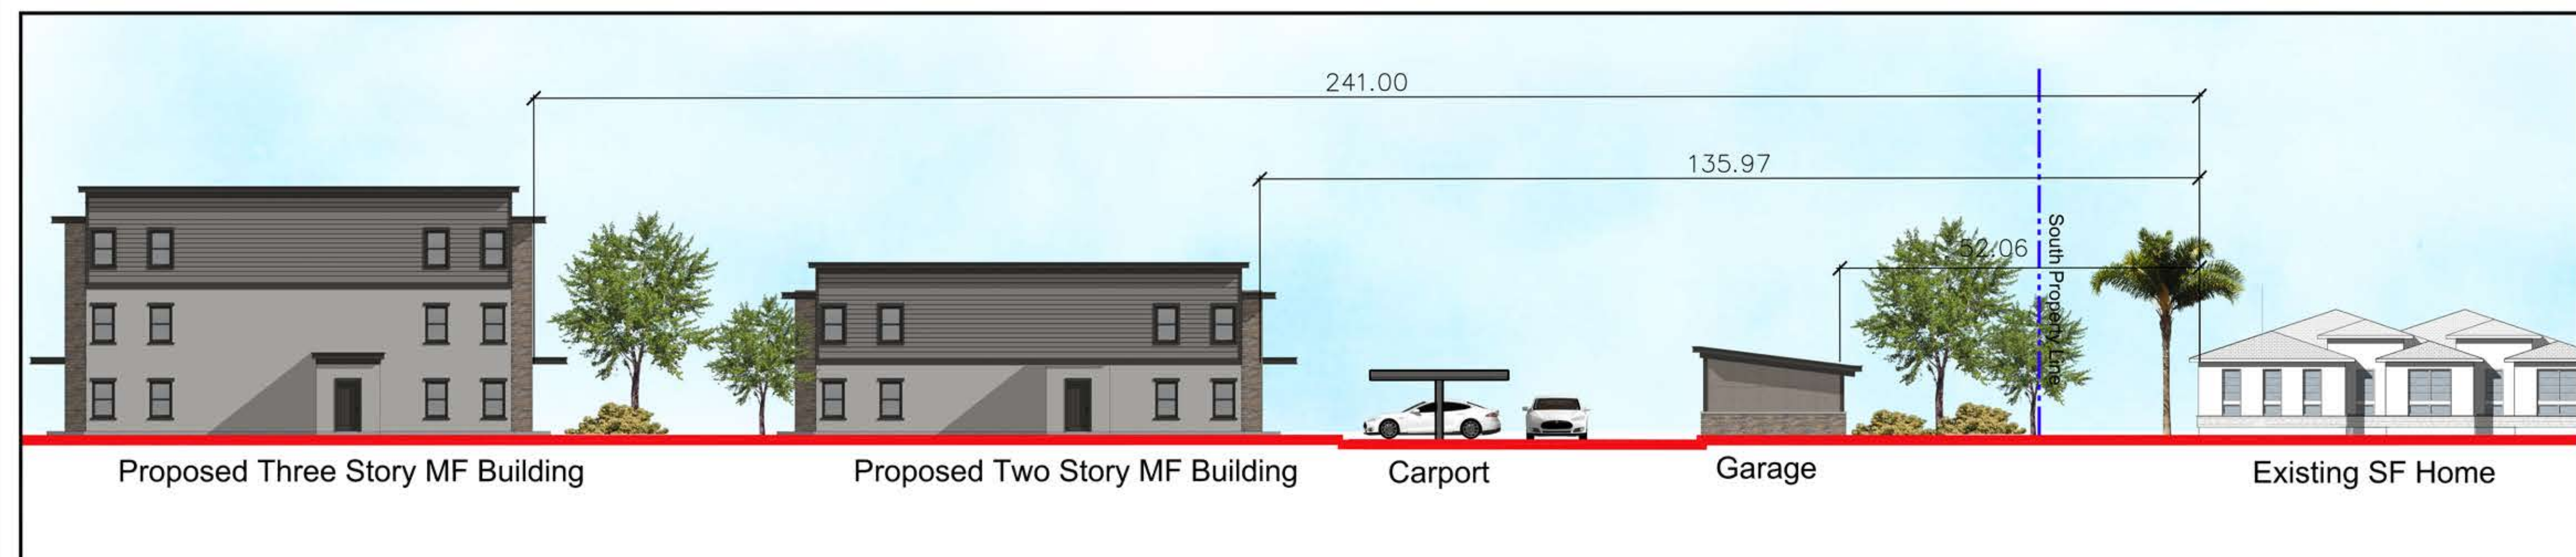 241.00
135.97
52.06
South Property Line
Proposed Three Story MF Building
Proposed Two Story MF Building
Carport
Garage
Existing SF Home